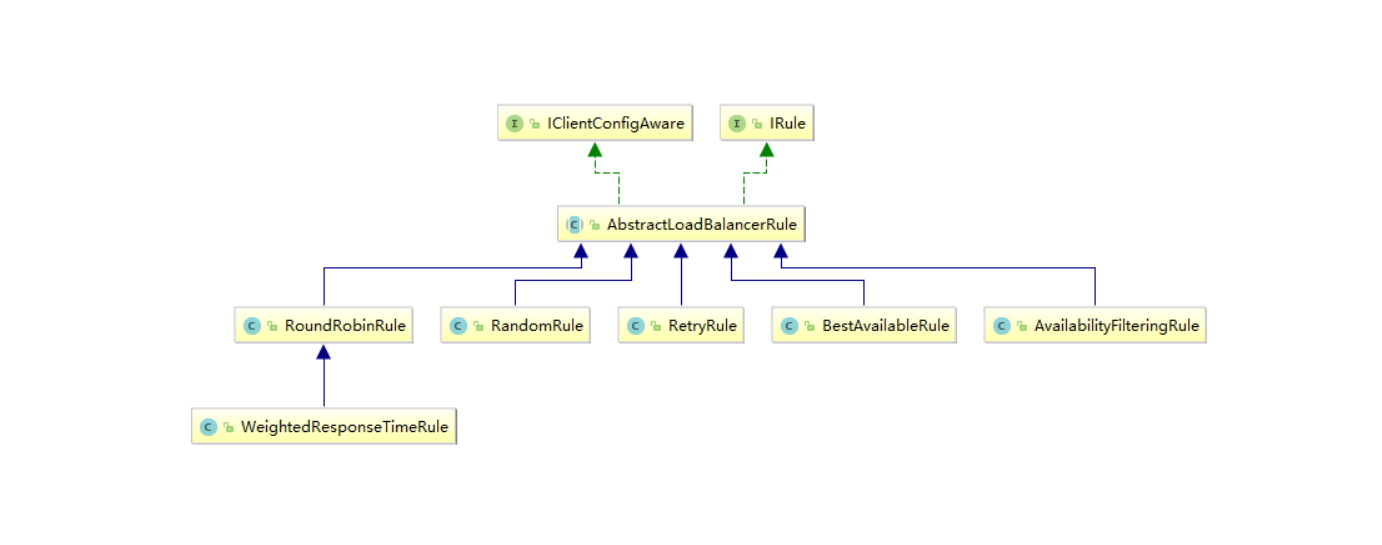 IClientConfigAware
IRule
AbstractLoadBalancerRule
RoundRobinRule
RandomRule
RetryRule
BestAvailableRule
AvailabilityFilteringRule
WeightedResponseTimeRule